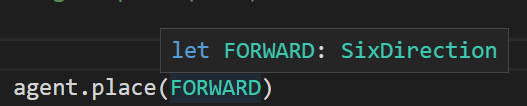 let FORWARD: SixDirection
agent.place(FORWARD)